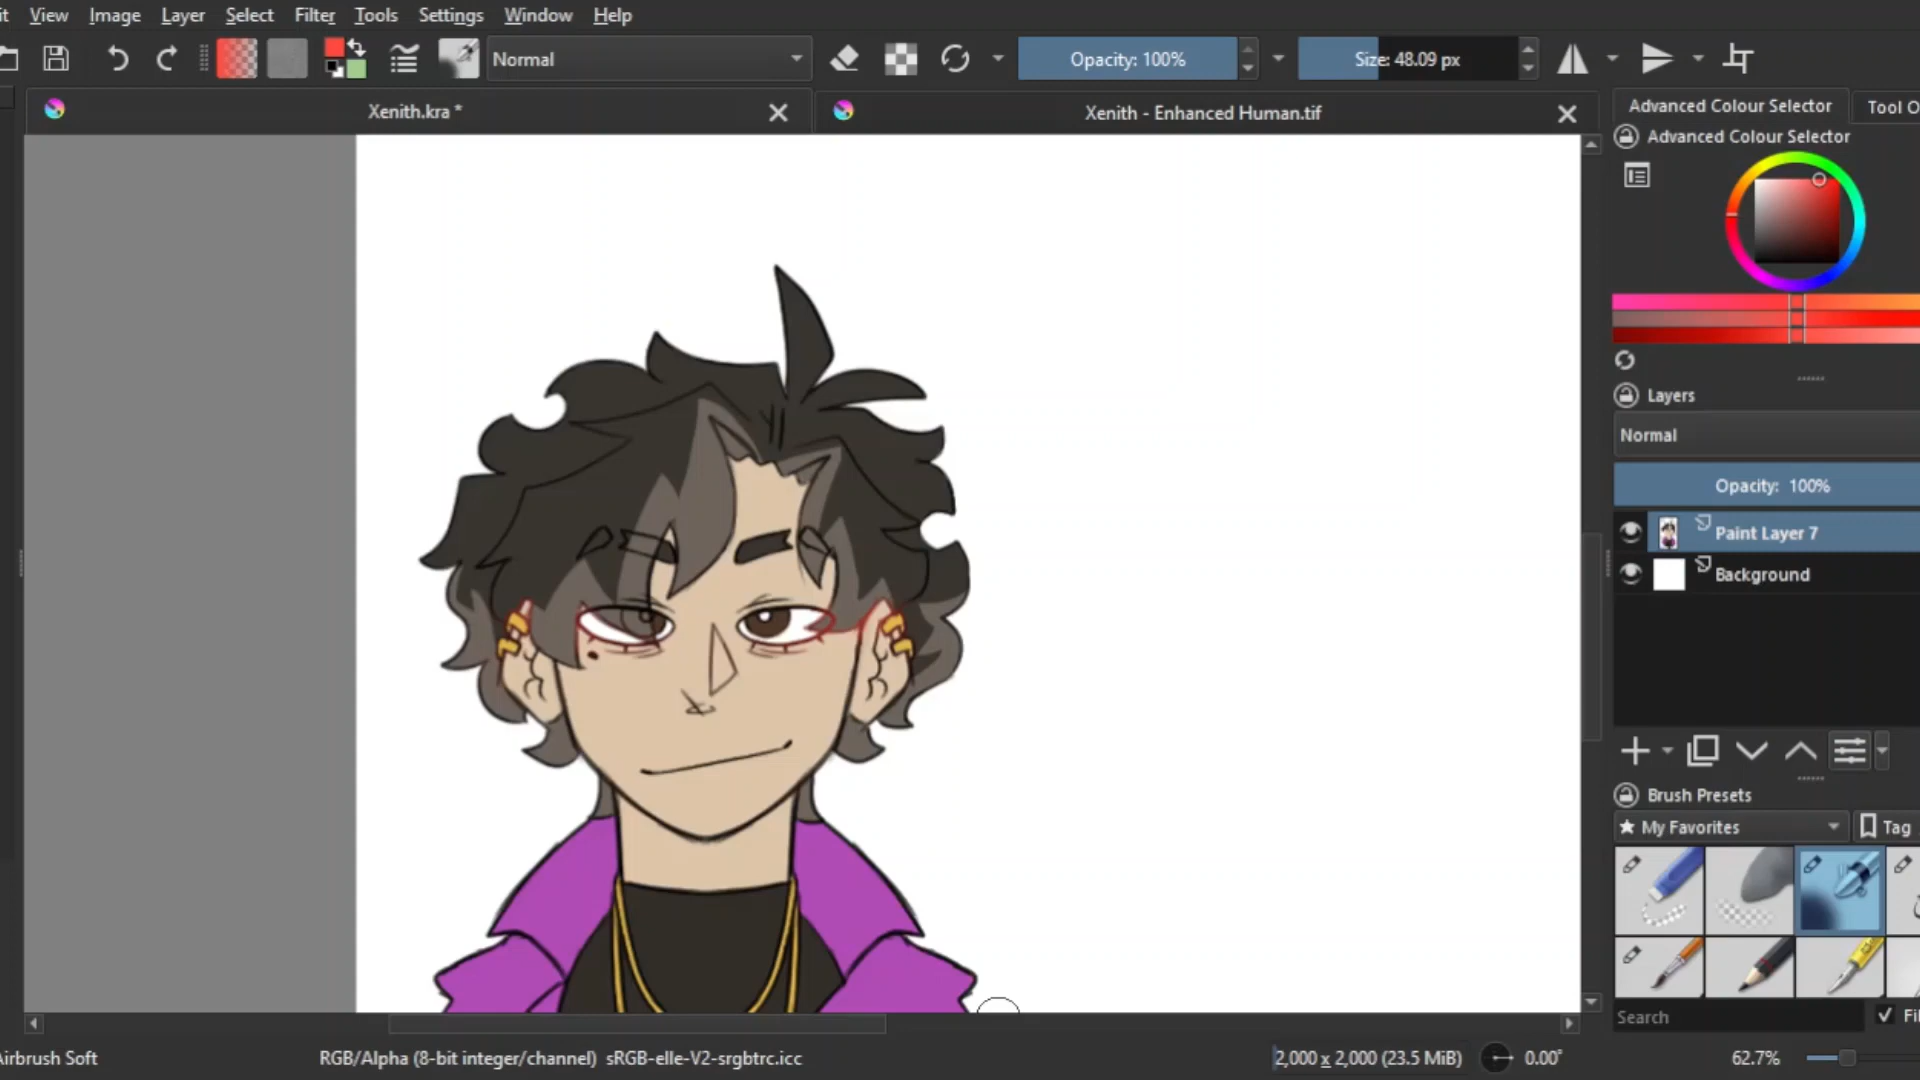 it View Image Layer Select Filter Tools Settings Window Help
Normal
Opacity: 100%
Size: 48.09 px
Xenith.kra *
Xenith - Enhanced Human.tif
Advanced Colour Selector
Tool O
Advanced Colour Selector
Layers
Normal
Opacity: 100%
Paint Layer 7
Background
Brush Presets
★ My Favorites
Tag
Search
Fil
Airbrush Soft
RGB/Alpha (8-bit integer/channel) sRGB-elle-V2-srgbtrc.icc
2,000 x 2,000 (23.5 MiB)
0.00°
62.7%